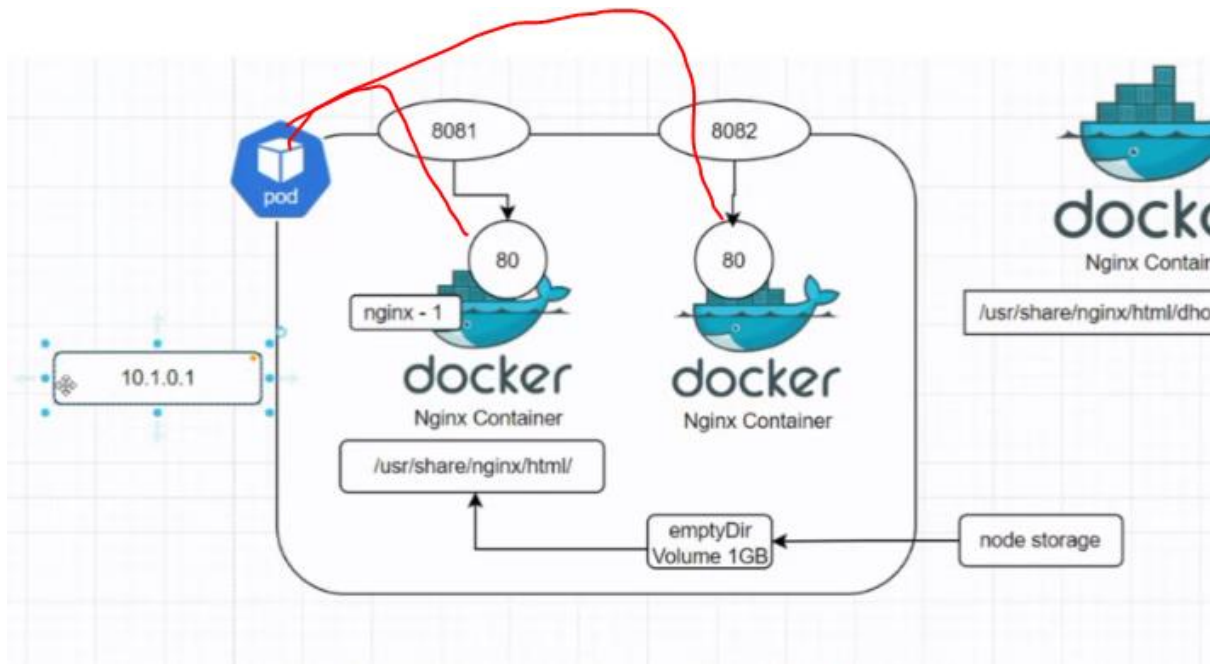 8081
8082
pod
80
80
nginx - 1
docker
Nginx Container
docker
Nginx Container
Nginx
10.1.0.1
/usr/share/nginx/html/
emptyDir
Volume 1GB
node storage